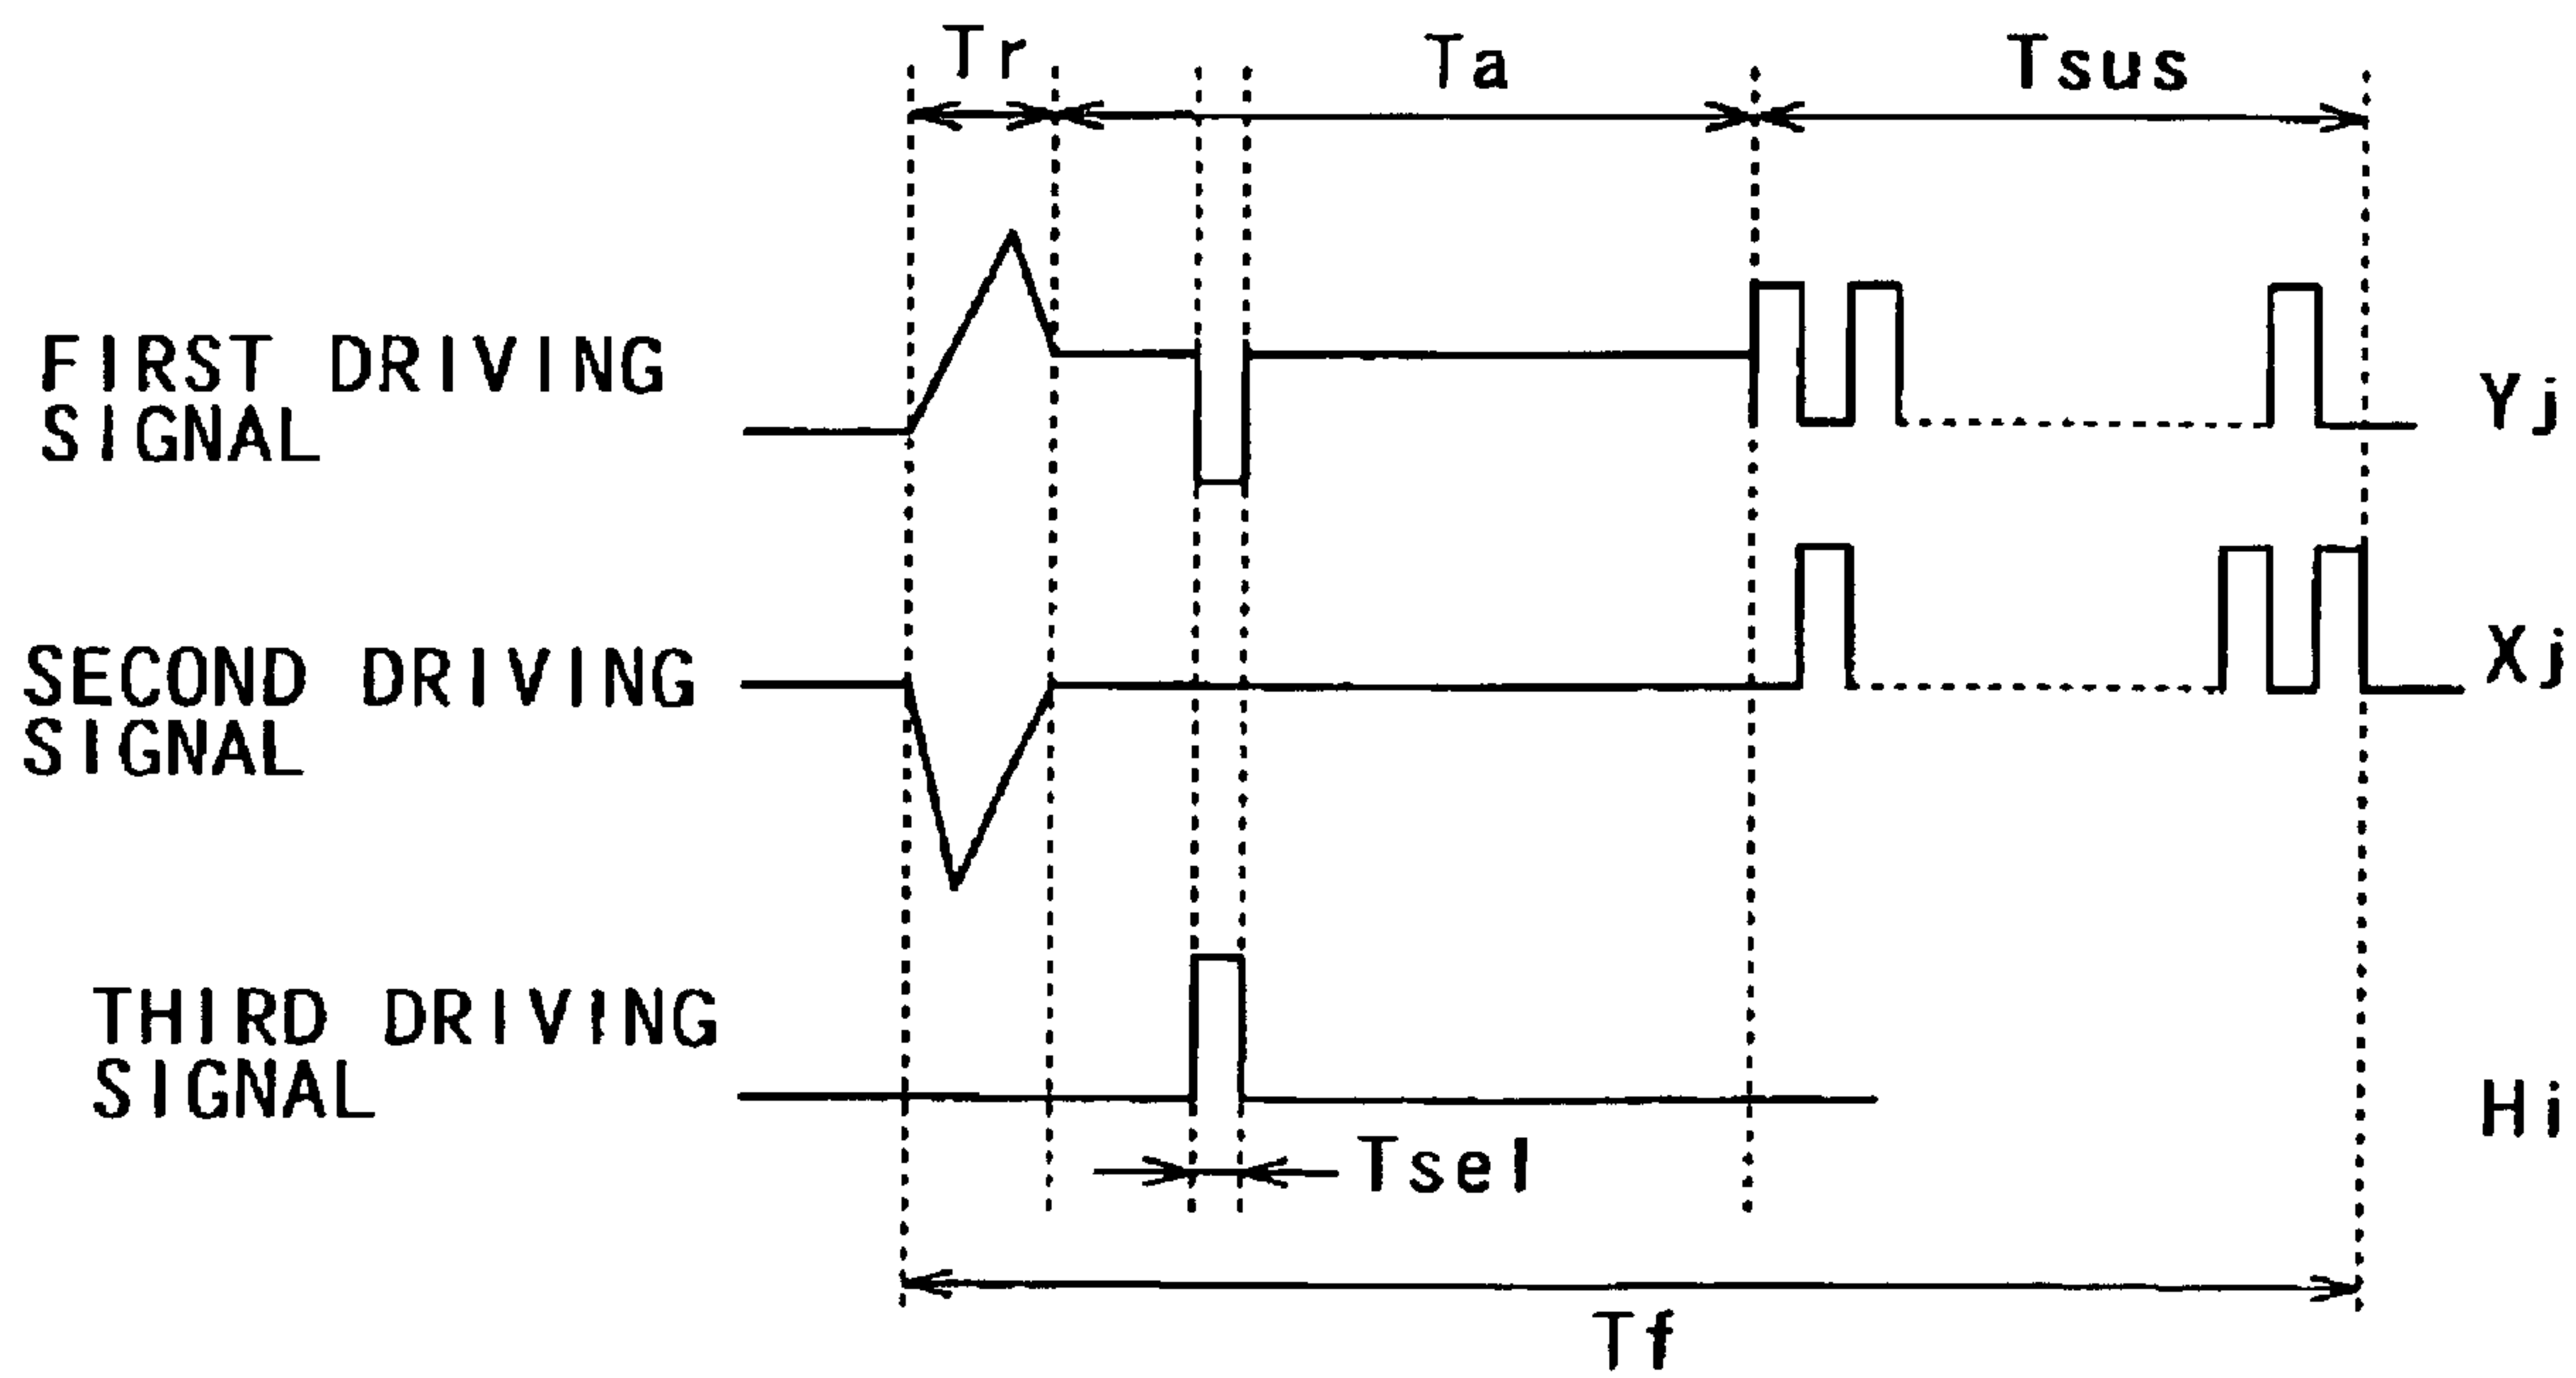 Tr
Ta
Tsus
FIRST DRIVING
SIGNAL
Yj
SECOND DRIVING
SIGNAL
Xj
THIRD DRIVING
SIGNAL
Hi
Tsel
Tf